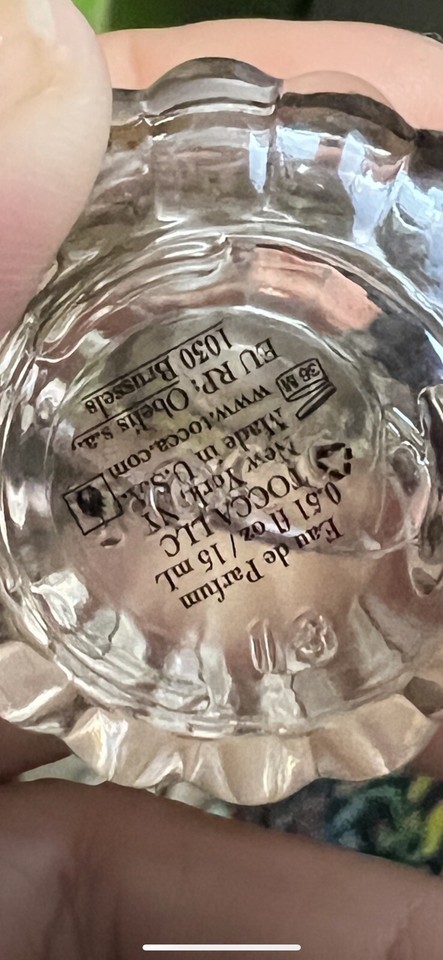 Eau de Parfum
0.51 fl oz / 15 mL
TOCCA LLC
New York, NY
Made in U.S.A.
www.tocca.com
EU RP: Obelis s.a.,
1030 Brussels
36 M